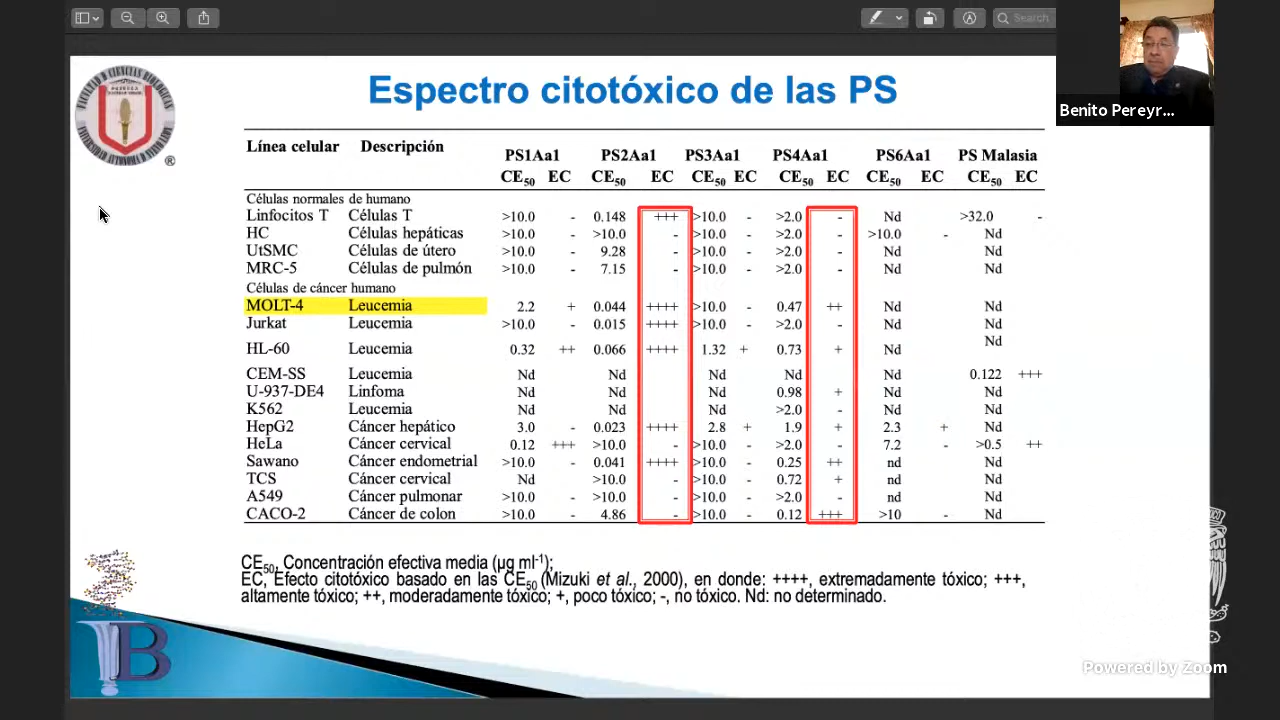 Search
Benito Pereyr...
Espectro citotóxico de las PS
Línea celular Descripción PS1Aa1 PS2Aa1 PS3Aa1 PS4Aa1 PS6Aa1 PS Malasia
CE50 EC CE50 EC CE50 EC CE50 EC CE50 EC CE50 EC
Células normales de humano
Linfocitos T Células T >10.0 - 0.148 +++ >10.0 - >2.0 - Nd >32.0 -
HC Células hepáticas >10.0 - >10.0 - >10.0 - >2.0 - >10.0 - Nd
UtSMC Células de útero >10.0 - 9.28 - >10.0 - >2.0 - Nd Nd
MRC-5 Células de pulmón >10.0 - 7.15 - >10.0 - >2.0 - Nd Nd
Células de cáncer humano
MOLT-4 Leucemia 2.2 + 0.044 ++++ >10.0 - 0.47 ++ Nd Nd
Jurkat Leucemia >10.0 - 0.015 ++++ >10.0 - >2.0 - Nd Nd
HL-60 Leucemia 0.32 ++ 0.066 ++++ 1.32 + 0.73 + Nd Nd
CEM-SS Leucemia Nd Nd Nd Nd Nd 0.122 +++
U-937-DE4 Linfoma Nd Nd Nd 0.98 + Nd Nd
K562 Leucemia Nd Nd Nd >2.0 - Nd Nd
HepG2 Cáncer hepático 3.0 - 0.023 ++++ 2.8 + 1.9 + 2.3 + Nd
HeLa Cáncer cervical 0.12 +++ >10.0 - >10.0 - >2.0 - 7.2 - >0.5 ++
Sawano Cáncer endometrial >10.0 - 0.041 ++++ >10.0 - 0.25 ++ nd Nd
TCS Cáncer cervical Nd >10.0 - >10.0 - 0.72 + nd Nd
A549 Cáncer pulmonar >10.0 - >10.0 - >10.0 - >2.0 - nd Nd
CACO-2 Cáncer de colon >10.0 - 4.86 - >10.0 - 0.12 +++ >10 - Nd
CE50, Concentración efectiva media (µg ml-1);
EC, Efecto citotóxico basado en las CE50 (Mizuki et al., 2000), en donde: ++++, extremadamente tóxico; +++,
altamente tóxico; ++, moderadamente tóxico; +, poco tóxico; -, no tóxico. Nd: no determinado.
B
Powered by Zoom